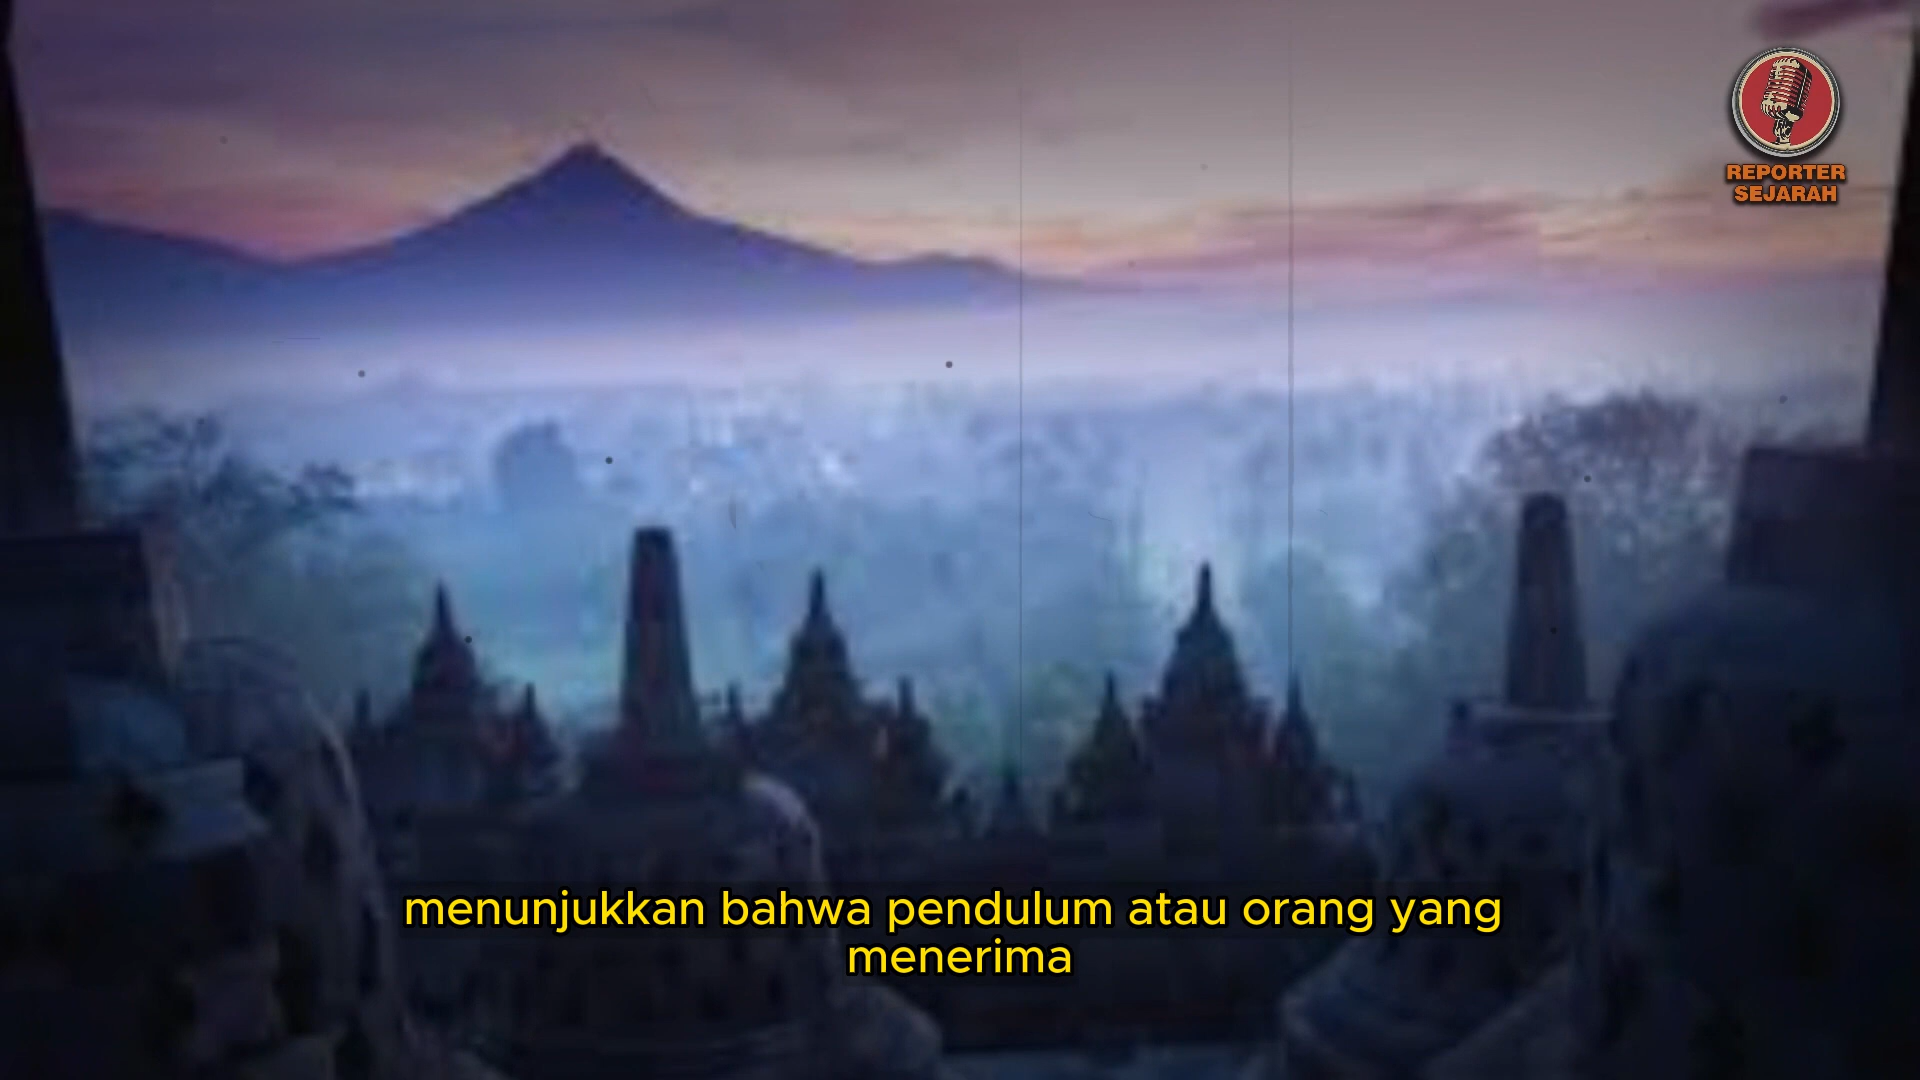 REPORTER
SEJARAH
menunjukkan bahwa pendulum atau orang yang
menerima